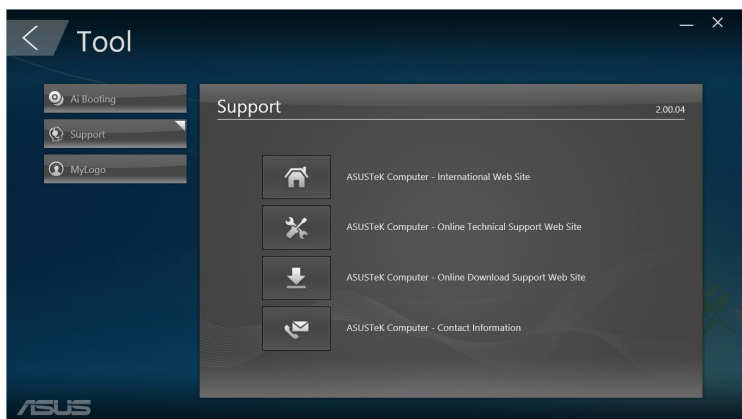 Tool
Ai Booting
Support
MyLogo
Support
2.00.04
ASUSTeK Computer - International Web Site
ASUSTeK Computer - Online Technical Support Web Site
ASUSTeK Computer - Online Download Support Web Site
ASUSTeK Computer - Contact Information
ASUS